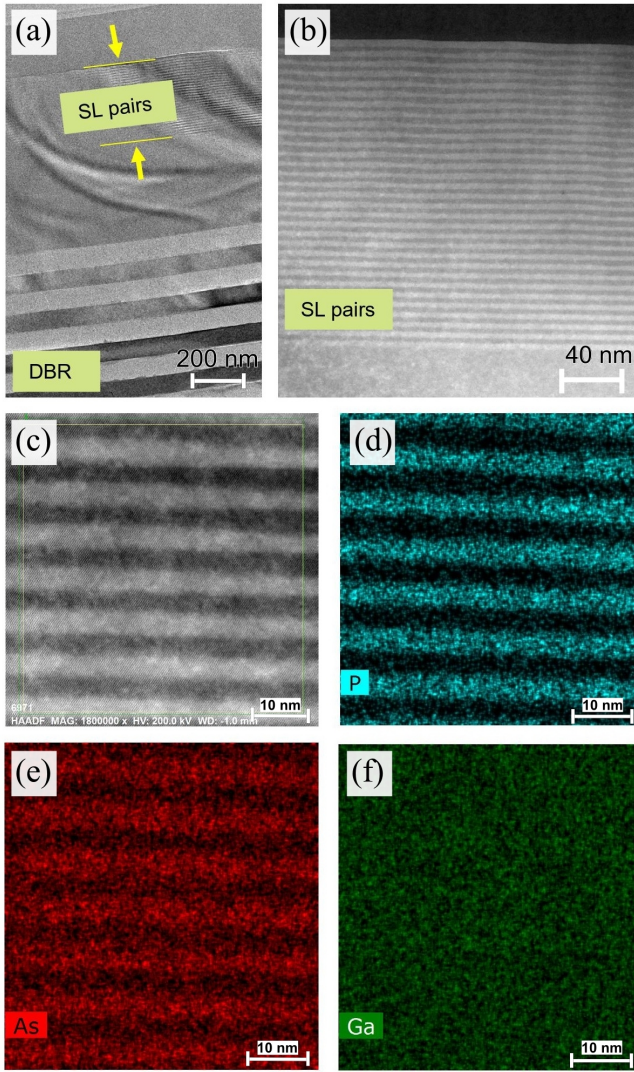 (a)
SL pairs
DBR
200 nm
(b)
SL pairs
40 nm
(c)
6971
HAADF MAG: 1800000 x HV: 200.0 kV WD: -1.0 mm
10 nm
(d)
P
10 nm
(e)
As
10 nm
(f)
Ga
10 nm